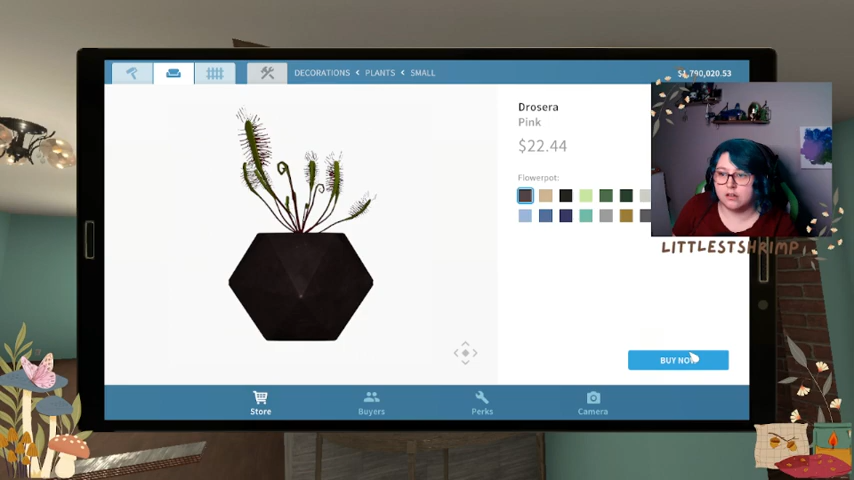 DECORATIONS < PLANTS < SMALL
$1,790,020.53
Drosera
Pink
$22.44
Flowerpot:
LITTLESTSHRIMP
BUY NOW
Store
Buyers
Perks
Camera